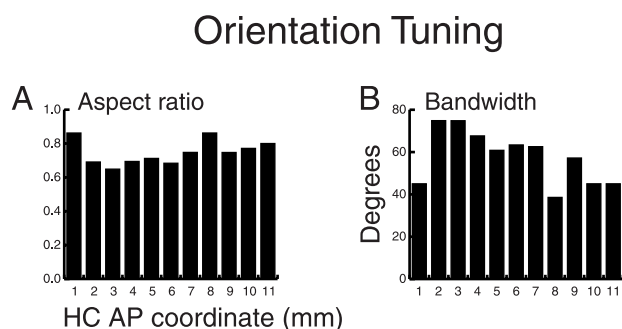 Orientation Tuning
A Aspect ratio
1.0
0.8
0.6
0.4
0.2
0.0
1 2 3 4 5 6 7 8 9 10 11
HC AP coordinate (mm)
B Bandwidth
Degrees
80
60
40
20
0
1 2 3 4 5 6 7 8 9 10 11